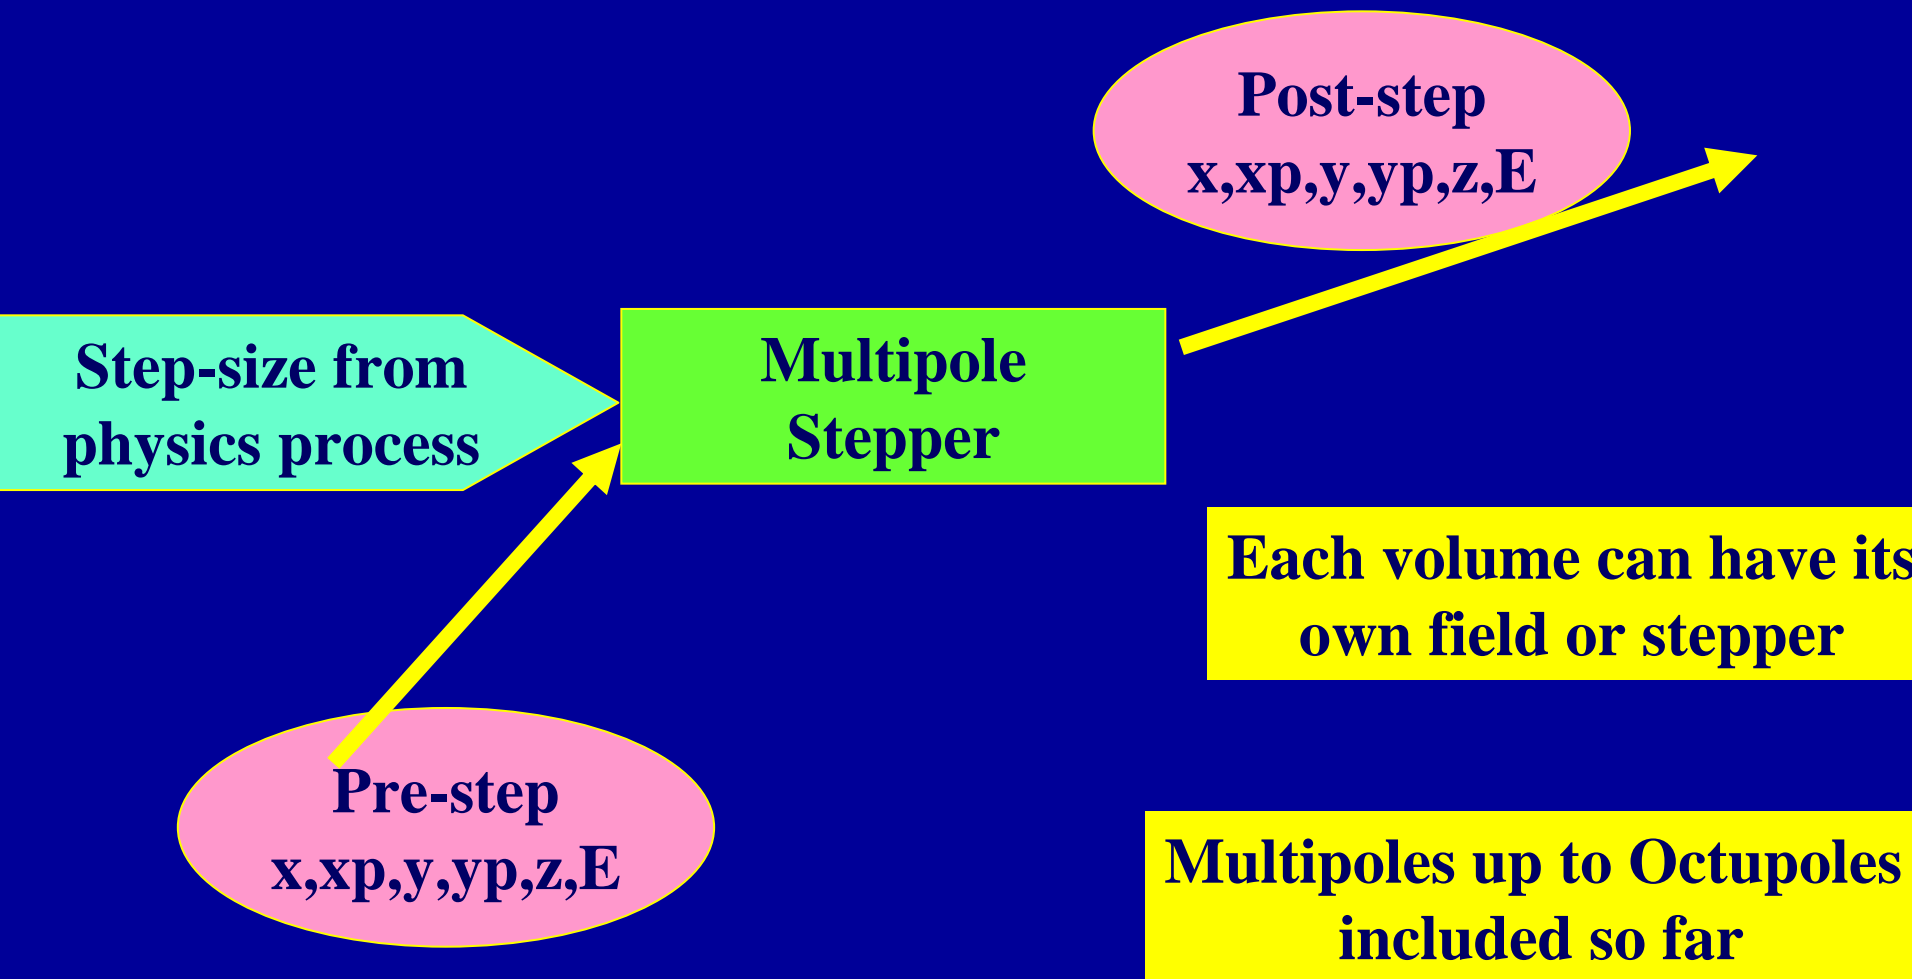 Post-step
x,xp,y,yp,z,E
Step-size from
physics process
Multipole
Stepper
Each volume can have its
own field or stepper
Pre-step
x,xp,y,yp,z,E
Multipoles up to Octupoles
included so far